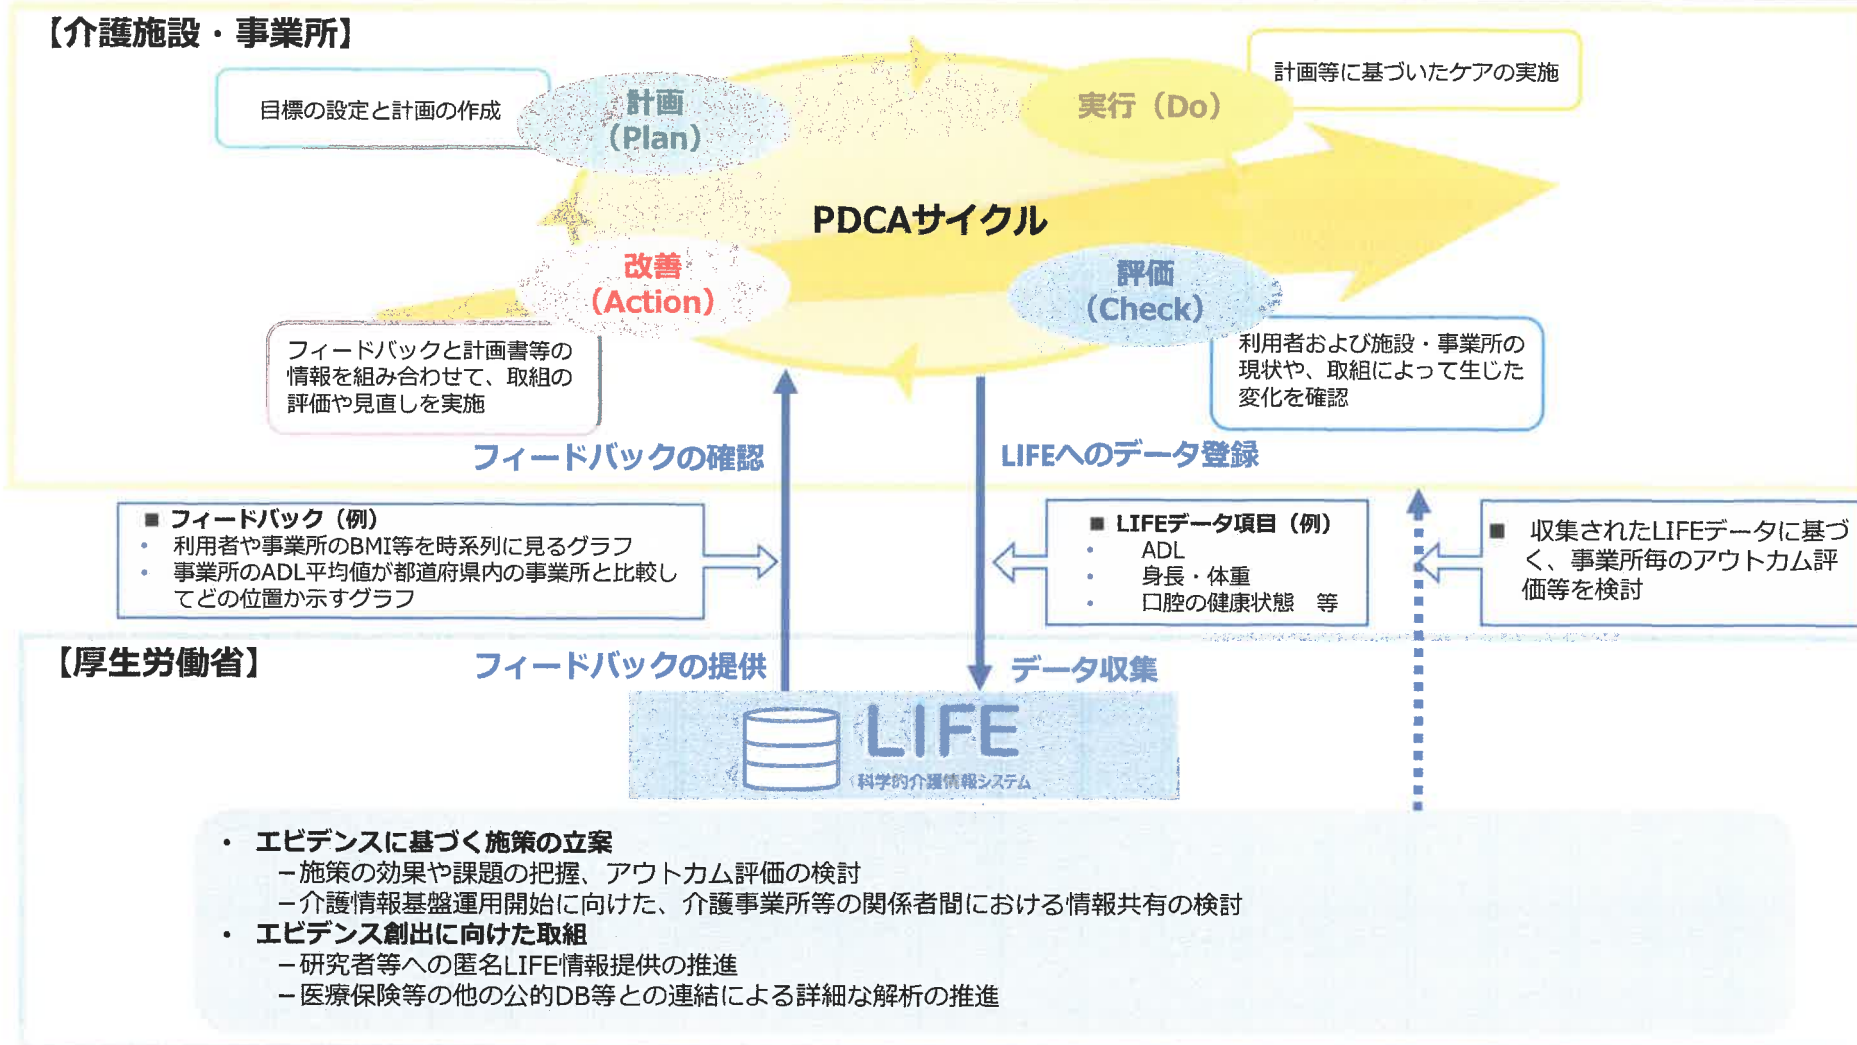 【介護施設・事業所】
目標の設定と計画の作成
計画
（Plan）
実行（Do）
計画等に基づいたケアの実施
PDCAサイクル
改善
（Action）
評価
（Check）
フィードバックと計画書等の
情報を組み合わせて、取組の
評価や見直しを実施
利用者および施設・事業所の
現状や、取組によって生じた
変化を確認
フィードバックの確認
LIFEへのデータ登録
■ フィードバック（例）
• 利用者や事業所のBMI等を時系列に見るグラフ
• 事業所のADL平均値が都道府県内の事業所と比較し
てどの位置か示すグラフ
■ LIFEデータ項目（例）
• ADL
• 身長・体重
• 口腔の健康状態　等
■ 収集されたLIFEデータに基づ
く、事業所毎のアウトカム評
価等を検討
【厚生労働省】
フィードバックの提供
データ収集
LIFE
科学的介護情報システム
• エビデンスに基づく施策の立案
－施策の効果や課題の把握、アウトカム評価の検討
－介護情報基盤運用開始に向けた、介護事業所等の関係者間における情報共有の検討
• エビデンス創出に向けた取組
－研究者等への匿名LIFE情報提供の推進
－医療保険等の他の公的DB等との連結による詳細な解析の推進